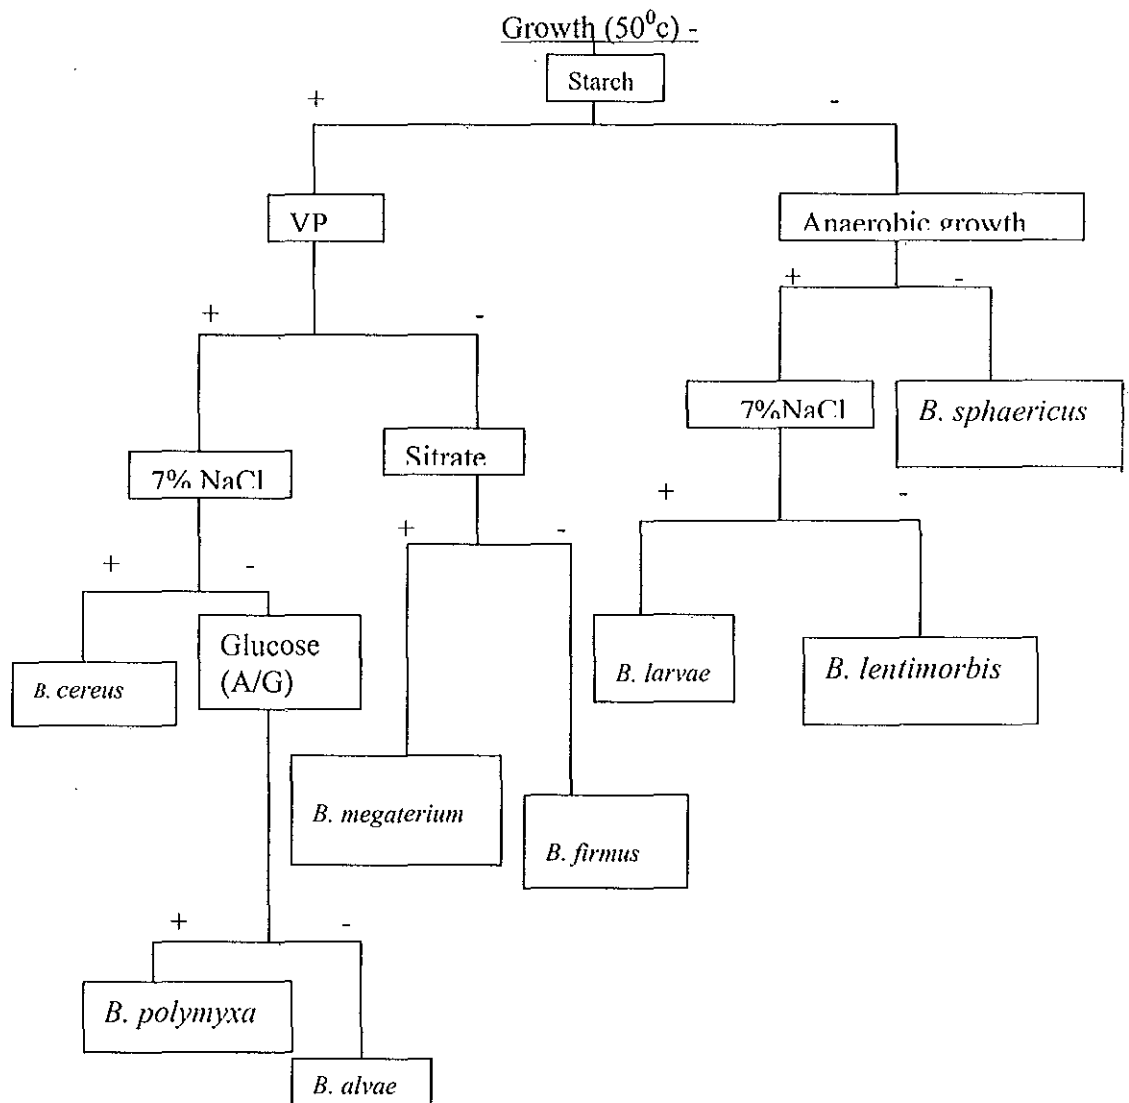 Growth (50⁰c) -
Starch
+ -
VP
Anaerobic growth
+ -
+ -
7%NaCl
B. sphaericus
Sitrate
7% NaCl
+ -
+ -
+ -
Glucose
(A/G)
B. cereus
B. larvae
B. lentimorbis
B. megaterium
B. firmus
+ -
B. polymyxa
B. alvae